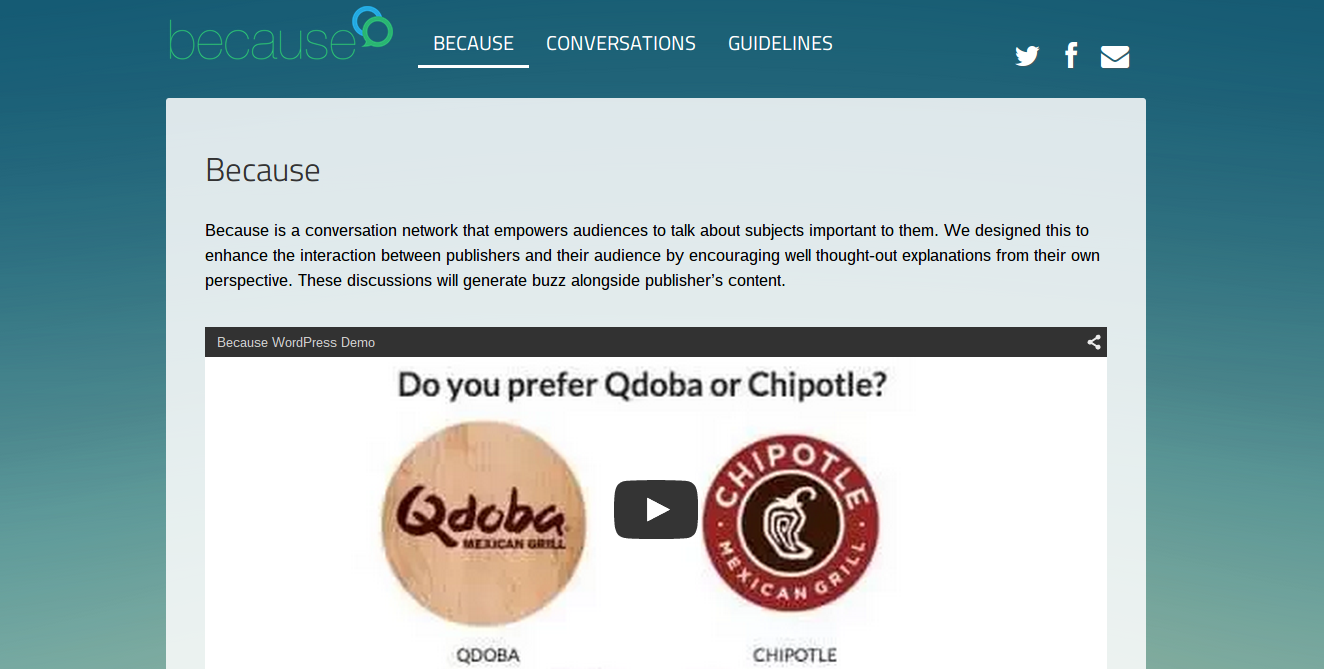 because
BECAUSE CONVERSATIONS GUIDELINES
Because
Because is a conversation network that empowers audiences to talk about subjects important to them. We designed this to
enhance the interaction between publishers and their audience by encouraging well thought-out explanations from their own
perspective. These discussions will generate buzz alongside publisher’s content.
Because WordPress Demo
Do you prefer Qdoba or Chipotle?
Qdoba
MEXICAN GRILL
CHIPOTLE
MEXICAN GRILL
QDOBA CHIPOTLE